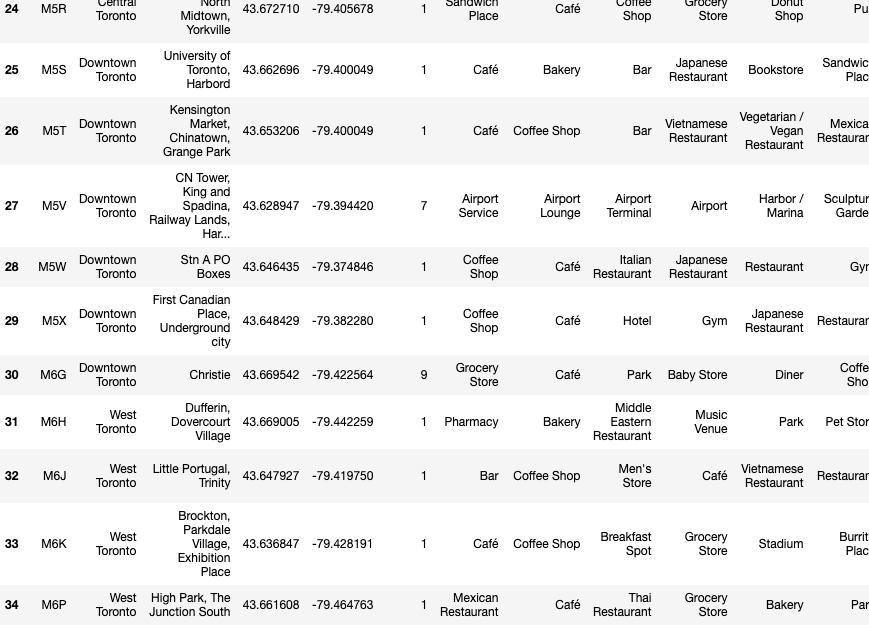 24 M5R Central Toronto North Midtown, Yorkville 43.672710 -79.405678 1 Sandwich Place Café Coffee Shop Grocery Store Donut Shop Pu
25 M5S Downtown Toronto University of Toronto, Harbord 43.662696 -79.400049 1 Café Bakery Bar Japanese Restaurant Bookstore Sandwic Plac
26 M5T Downtown Toronto Kensington Market, Chinatown, Grange Park 43.653206 -79.400049 1 Café Coffee Shop Bar Vietnamese Restaurant Vegetarian / Vegan Restaurant Mexica Restaurar
27 M5V Downtown Toronto CN Tower, King and Spadina, Railway Lands, Har... 43.628947 -79.394420 7 Airport Service Airport Lounge Airport Terminal Airport Harbor / Marina Sculptur Garde
28 M5W Downtown Toronto Stn A PO Boxes 43.646435 -79.374846 1 Coffee Shop Café Italian Restaurant Japanese Restaurant Restaurant Gyr
29 M5X Downtown Toronto First Canadian Place, Underground city 43.648429 -79.382280 1 Coffee Shop Café Hotel Gym Japanese Restaurant Restaurar
30 M6G Downtown Toronto Christie 43.669542 -79.422564 9 Grocery Store Café Park Baby Store Diner Coffe Sho
31 M6H West Toronto Dufferin, Dovercourt Village 43.669005 -79.442259 1 Pharmacy Bakery Middle Eastern Restaurant Music Venue Park Pet Stor
32 M6J West Toronto Little Portugal, Trinity 43.647927 -79.419750 1 Bar Coffee Shop Men's Store Café Vietnamese Restaurant Restaurar
33 M6K West Toronto Brockton, Parkdale Village, Exhibition Place 43.636847 -79.428191 1 Café Coffee Shop Breakfast Spot Grocery Store Stadium Burrit Plac
34 M6P West Toronto High Park, The Junction South 43.661608 -79.464763 1 Mexican Restaurant Café Thai Restaurant Grocery Store Bakery Par